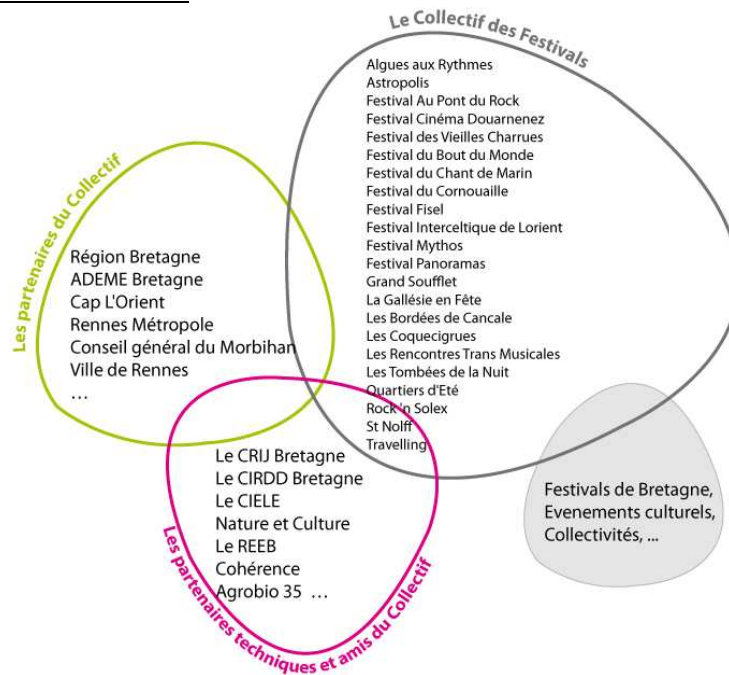 Le Collectif des Festivals
Algues aux Rythmes
Astropolis
Festival Au Pont du Rock
Festival Cinéma Douarnenez
Festival des Vieilles Charrues
Festival du Bout du Monde
Festival du Chant de Marin
Festival du Cornouaille
Festival Fisel
Festival Interceltique de Lorient
Festival Mythos
Festival Panoramas
Grand Soufflet
La Gallésie en Fête
Les Bordées de Cancale
Les Coquecigrues
Les Rencontres Trans Musicales
Les Tombées de la Nuit
Quartiers d'Eté
Rock'n Solex
St Nolff
Travelling
Les partenaires du Collectif
Région Bretagne
ADEME Bretagne
Cap L'Orient
Rennes Métropole
Conseil général du Morbihan
Ville de Rennes
...
Le CRIJ Bretagne
Le CIRDD Bretagne
Le CIELE
Nature et Culture
Le REEB
Cohérence
Agrobio 35 ...
Les partenaires techniques et amis du Collectif
Festivals de Bretagne,
Evenements culturels,
Collectivités, ...